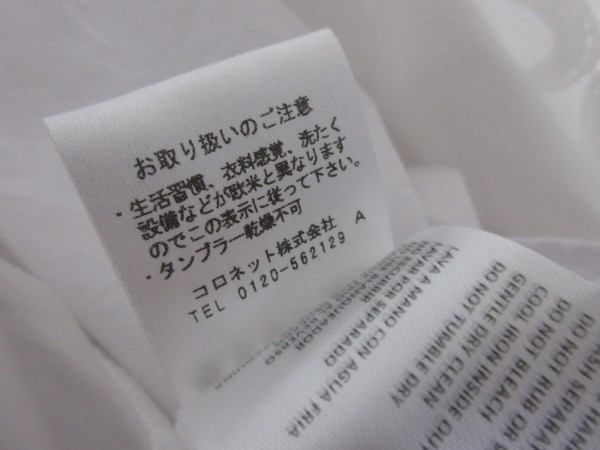 お取り扱いのご注意
・生活習慣、衣料感覚、洗たく
設備などが欧米と異なります
のでこの表示に従って下さい。
・タンブラー乾燥不可
コロネット株式会社
TEL 0120-562129 A
LAVA A MANO CON AGUA FRIA
DO NOT TUMBLE DRY
GENTLE DRY CLEAN
COOL IRON INSIDE OUT
DO NOT BLEACH
DO NOT RUB OR
SEPARAT